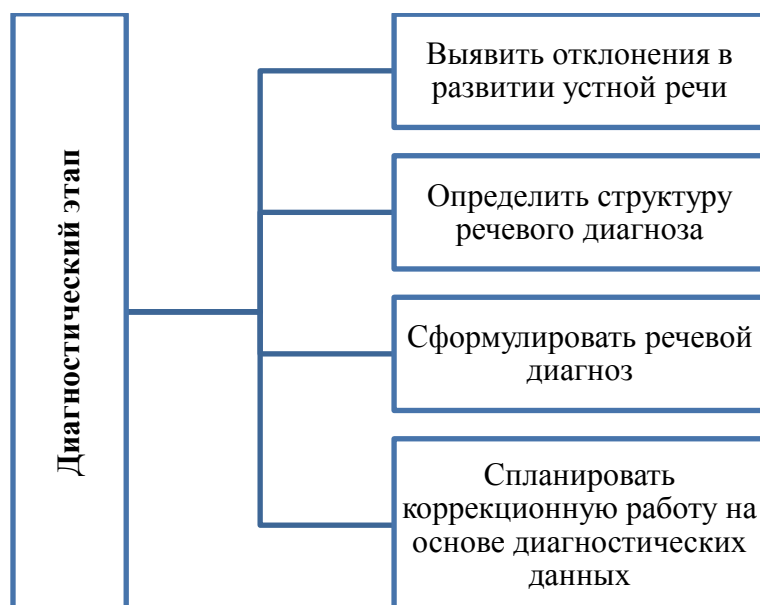 Диагностический этап
Выявить отклонения в
развитии устной речи
Определить структуру
речевого диагноза
Сформулировать речевой
диагноз
Спланировать
коррекционную работу на
основе диагностических
данных